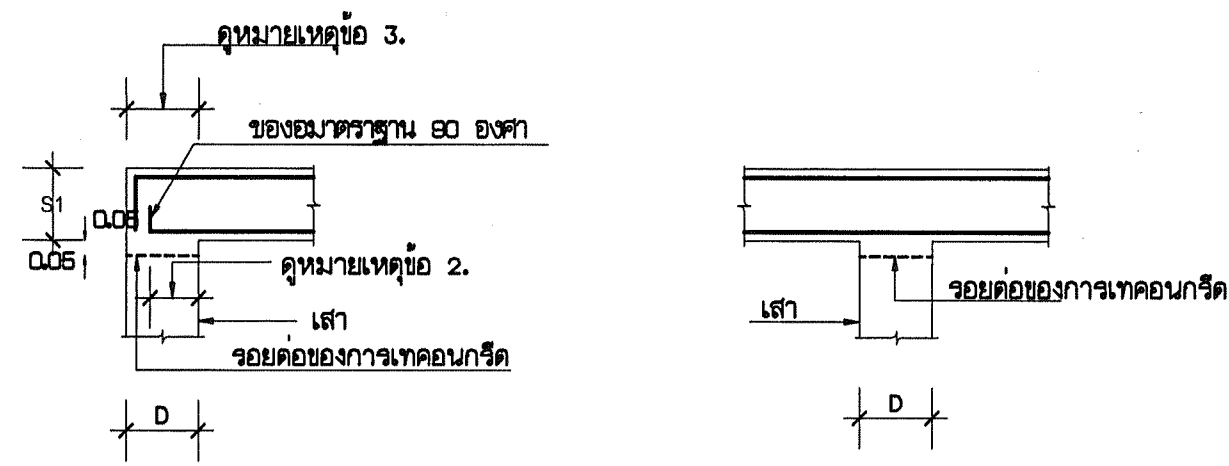 ดูหมายเหตุข้อ 3.
ของอมาตราฐาน 90 องศา
S1
0.05
0.05
ดูหมายเหตุข้อ 2.
เสา
รอยต่อของการเทคอนกรีต
D
รอยต่อของการเทคอนกรีต
เสา
D